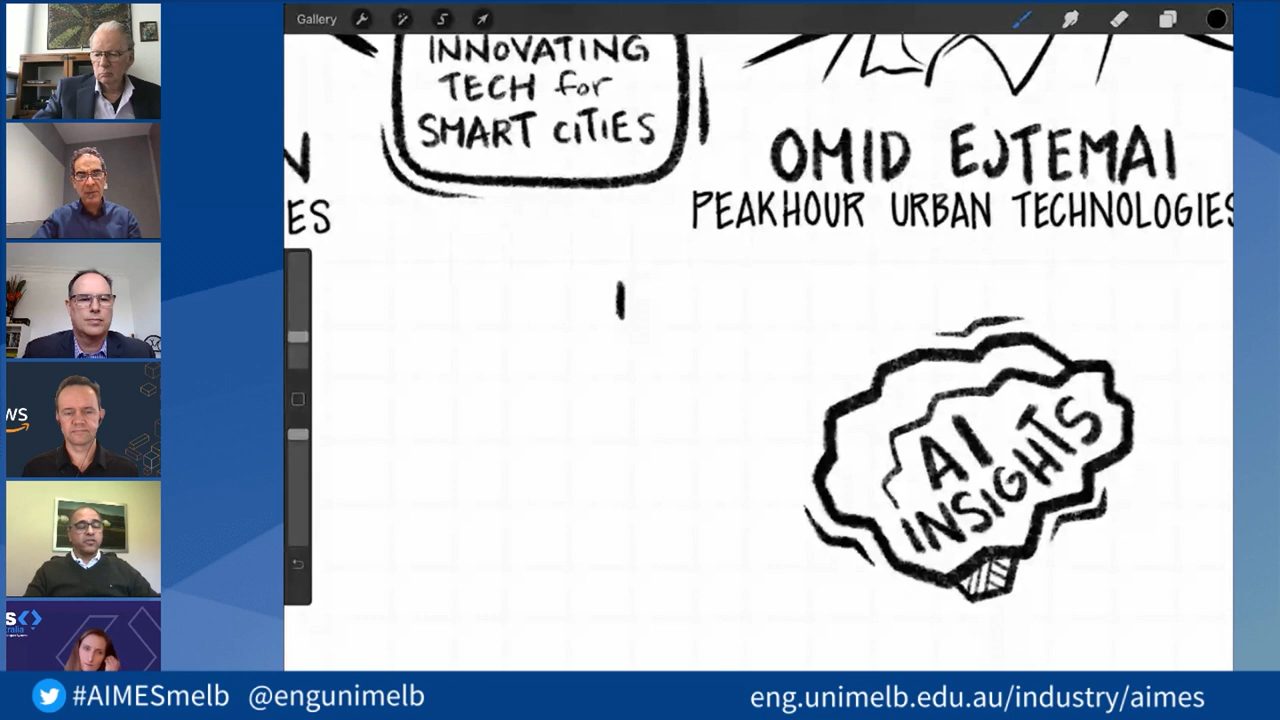 Gallery
INNOVATING
TECH for
SMART CITIES
N
ES
OMID EJTEMAI
PEAKHOUR URBAN TECHNOLOGIES
AI
INSIGHTS
ws
S
#AIMESmelb @engunimelb
eng.unimelb.edu.au/industry/aimes